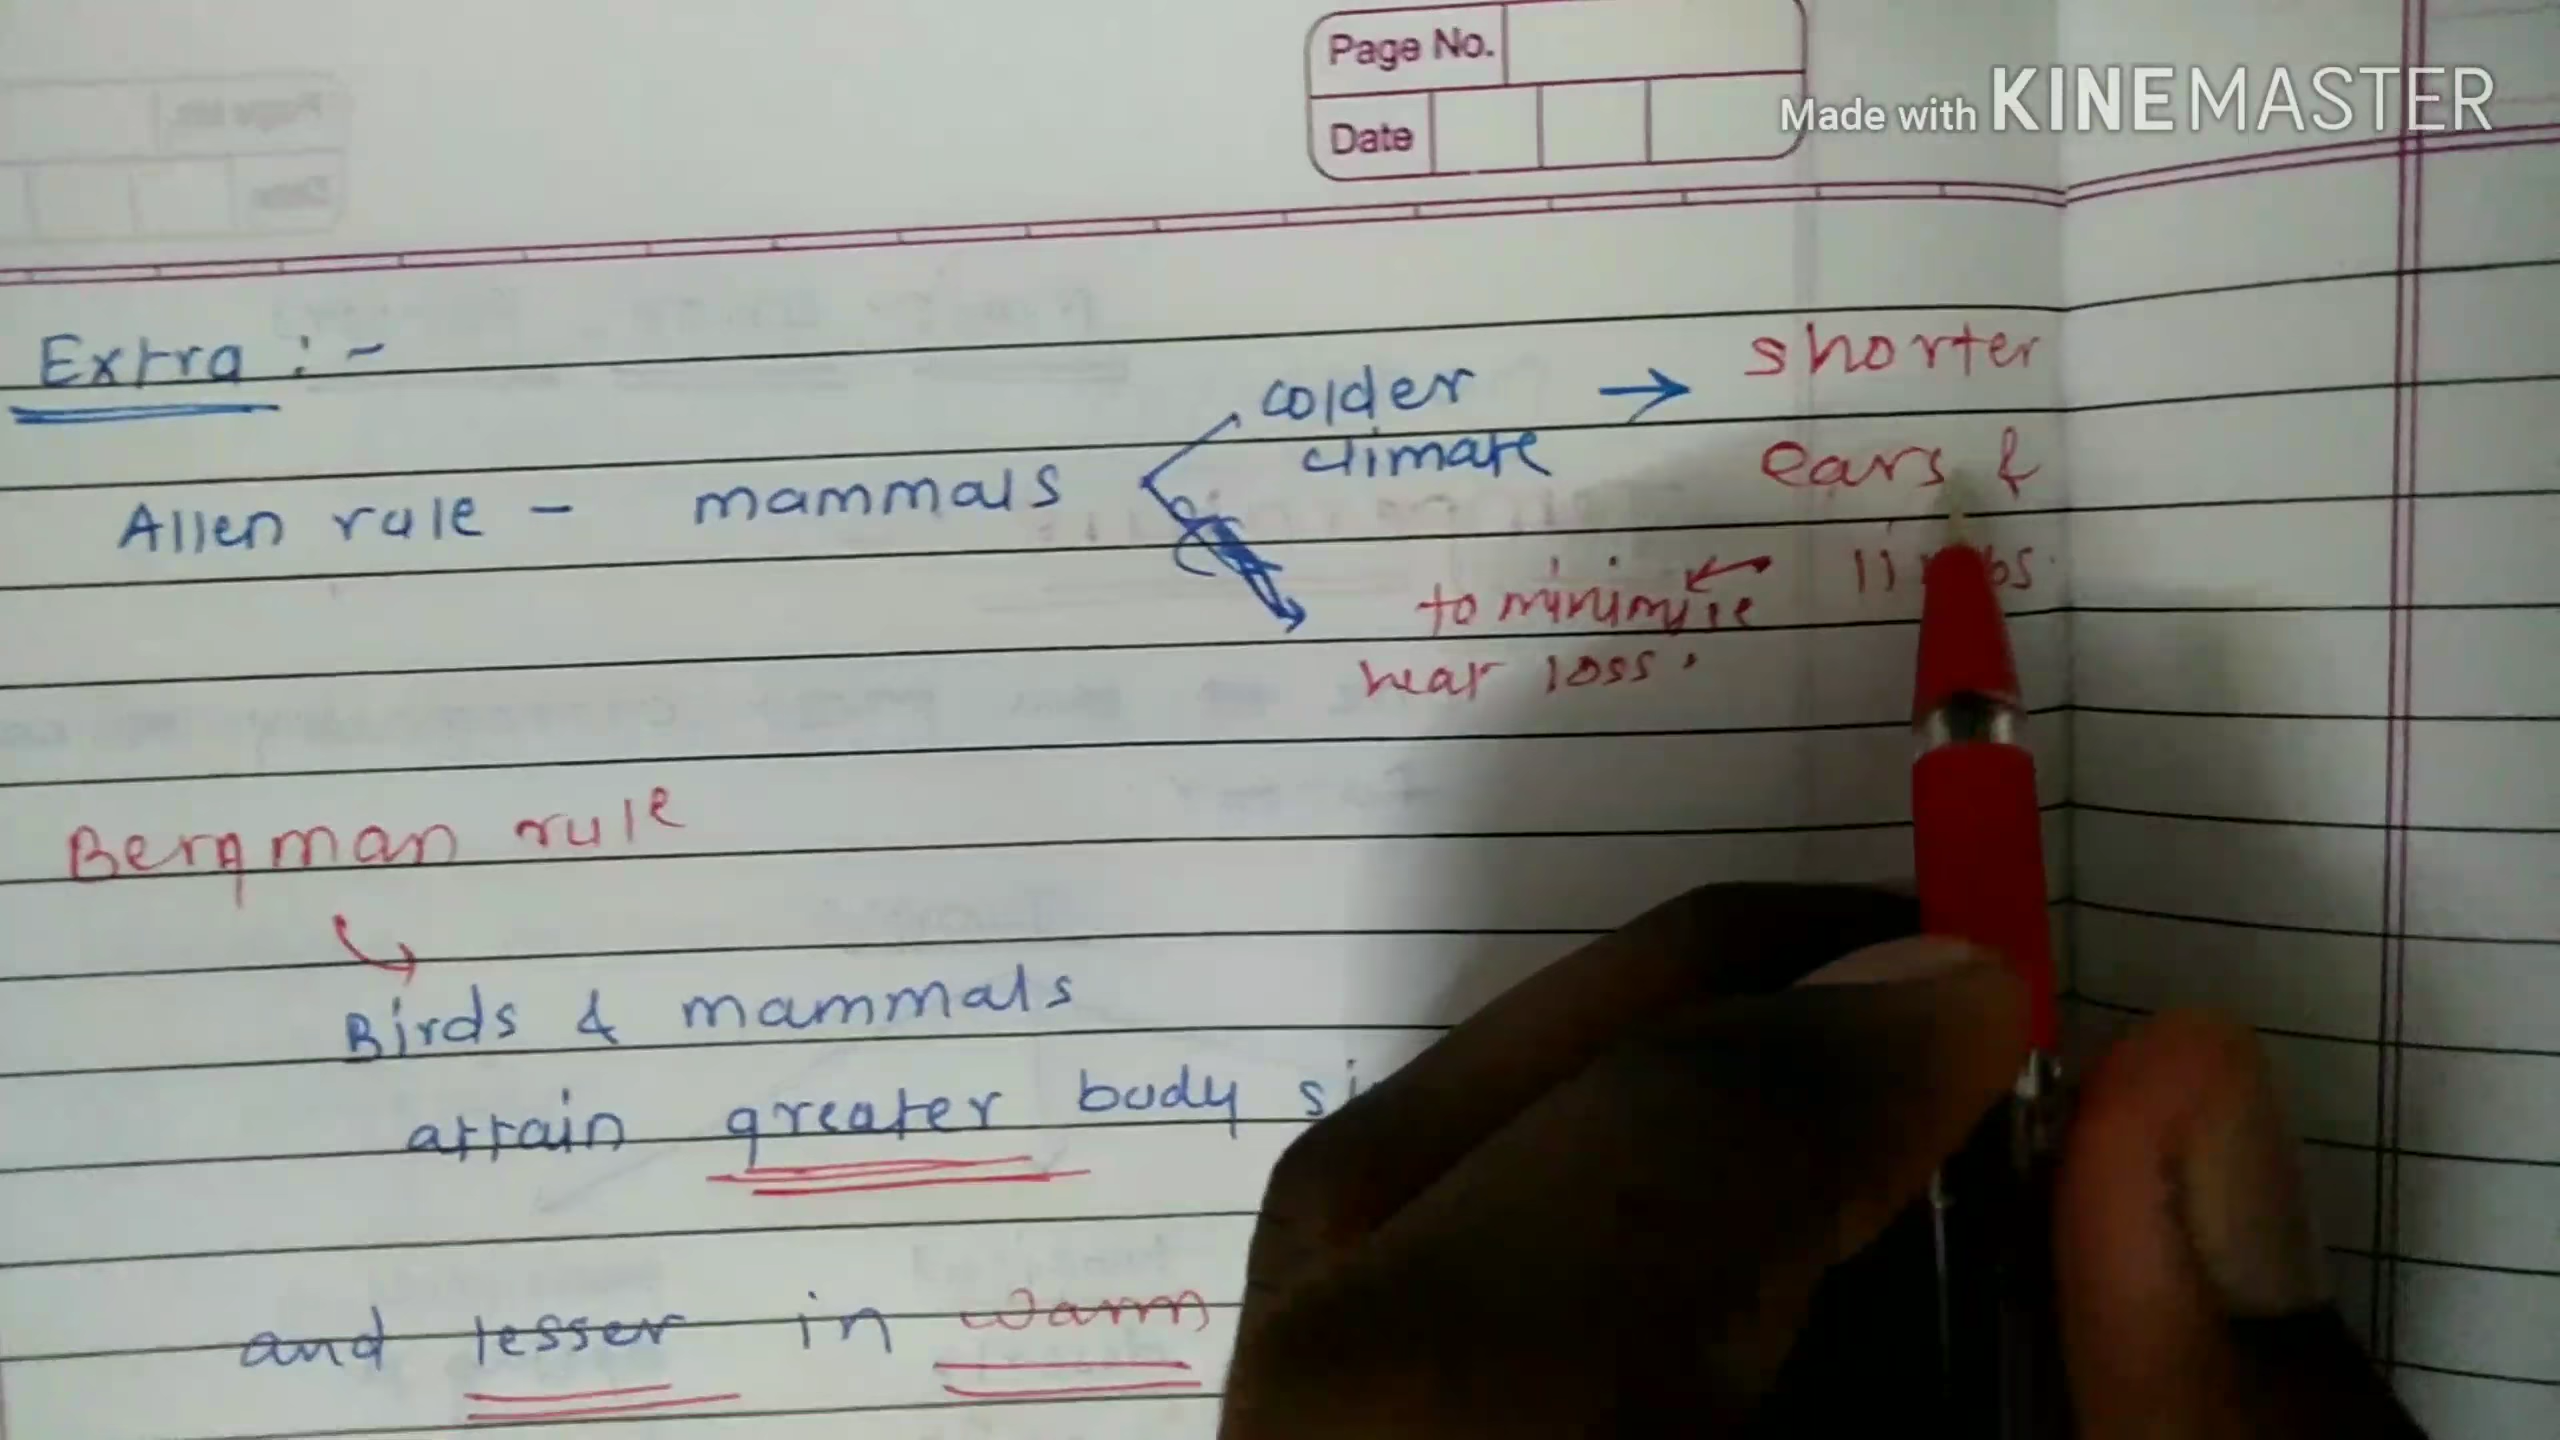 Page No.
Date
Made with KINEMASTER
Extra :-
Allen rule - mammals
colder climate → shorter
ears &
limbs.
to minimize
heat loss.
Bergman rule
Birds & mammals
attain greater body
and lesser in warm